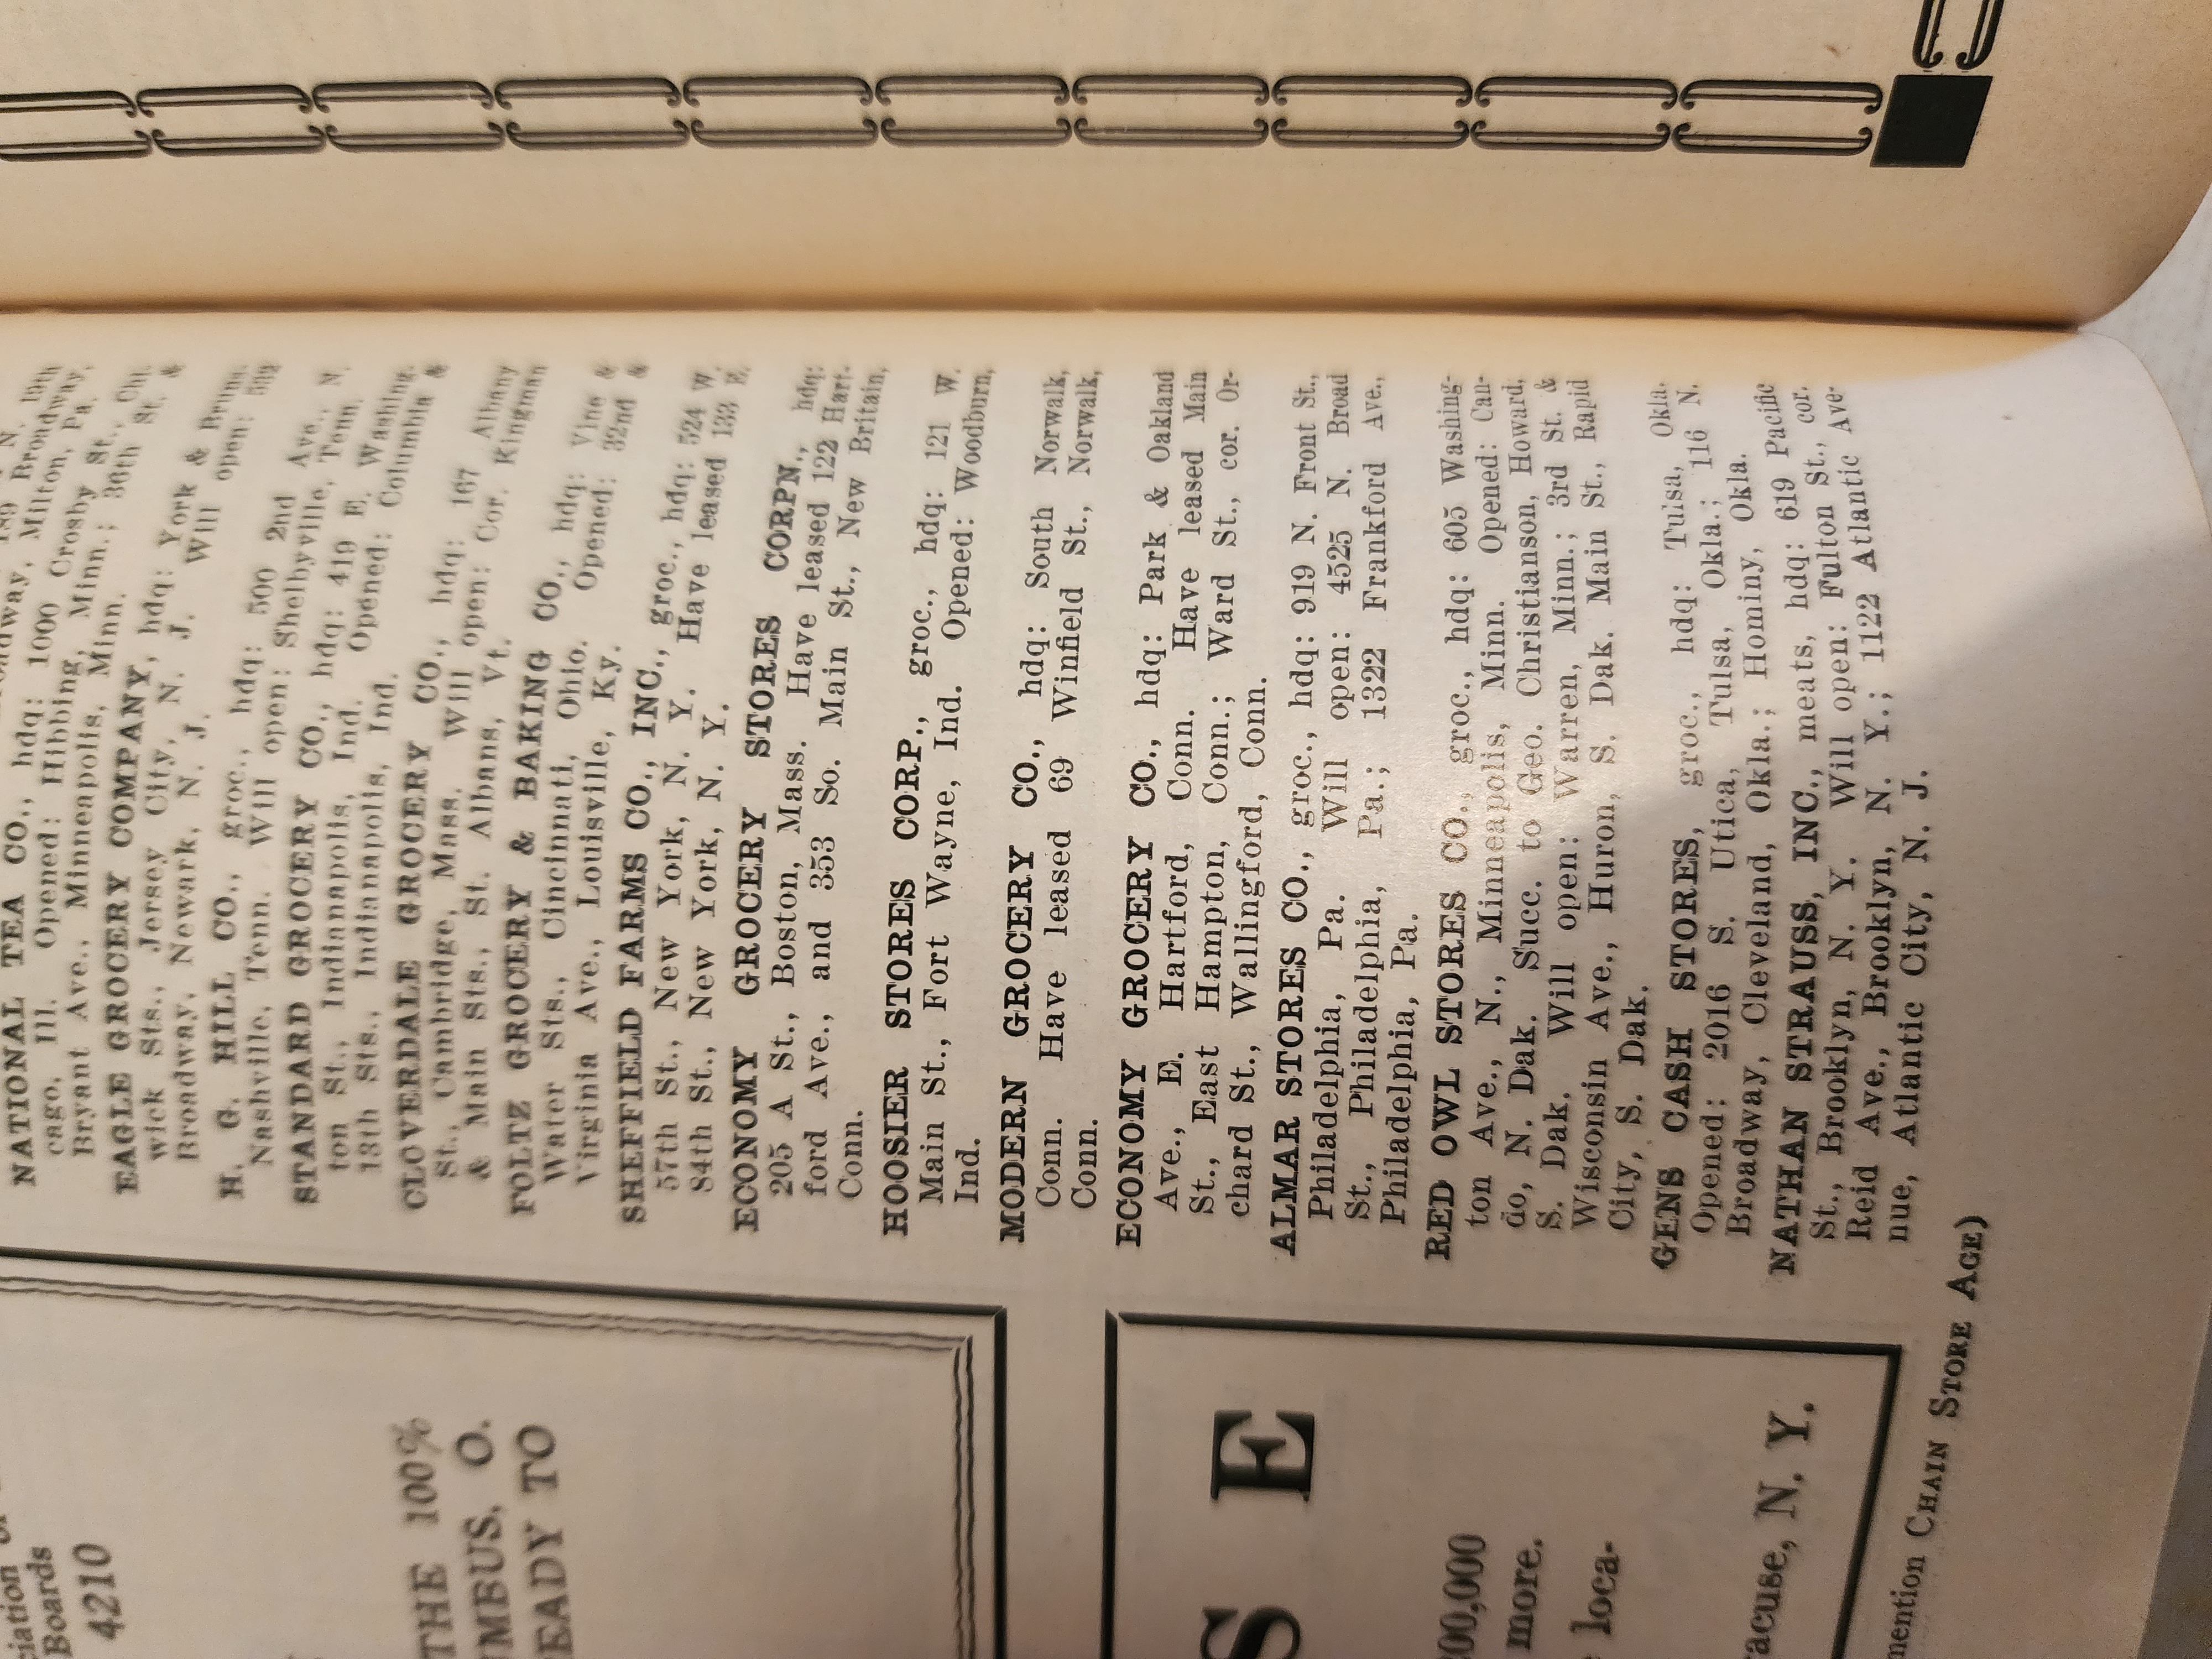 ciation of
Boards
4210
THE 100%
MBUS, O.
EADY TO
S E
00,000
more.
loca-
acuse, N. Y.
mention CHAIN STORE AGE)
189 N. 19th
Broadway, Milton, Pa.
NATIONAL TEA CO., hdq: 1000 Crosby St., Chi-
cago, Ill. Opened: Hibbing, Minn.; 36th St. &
Bryant Ave., Minneapolis, Minn.
EAGLE GROCERY COMPANY, hdq: York & Bruns-
wick Sts., Jersey City, N. J. Will open: 539
Broadway, Newark, N. J.
H. G. HILL CO., groc., hdq: 500 2nd Ave., N.
Nashville, Tenn. Will open: Shelbyville, Tenn.
STANDARD GROCERY CO., hdq: 419 E. Washing-
ton St., Indianapolis, Ind. Opened: Columbia &
13th Sts., Indianapolis, Ind.
CLOVERDALE GROCERY CO., hdq: 167 Albany
St., Cambridge, Mass. Will open: Cor. Kingman
& Main Sts., St. Albans, Vt.
FOLTZ GROCERY & BAKING CO., hdq: Vine &
Water Sts., Cincinnati, Ohio. Opened: 32nd &
Virginia Ave., Louisville, Ky.
SHEFFIELD FARMS CO., INC., groc., hdq: 524 W.
57th St., New York, N. Y. Have leased 133 E.
84th St., New York, N. Y.
ECONOMY GROCERY STORES CORPN., hdq:
205 A St., Boston, Mass. Have leased 122 Hart-
ford Ave., and 353 So. Main St., New Britain,
Conn.
HOOSIER STORES CORP., groc., hdq: 121 W.
Main St., Fort Wayne, Ind. Opened: Woodburn,
Ind.
MODERN GROCERY CO., hdq: South Norwalk,
Conn. Have leased 69 Winfield St., Norwalk,
Conn.
ECONOMY GROCERY CO., hdq: Park & Oakland
Ave., E. Hartford, Conn. Have leased Main
St., East Hampton, Conn.; Ward St., cor. Or-
chard St., Wallingford, Conn.
ALMAR STORES CO., groc., hdq: 919 N. Front St.,
Philadelphia, Pa. Will open: 4525 N. Broad
St., Philadelphia, Pa.; 1322 Frankford Ave.,
Philadelphia, Pa.
RED OWL STORES CO., groc., hdq: 605 Washing-
ton Ave., N., Minneapolis, Minn. Opened: Can-
do, N. Dak. Succ. to Geo. Christianson, Howard,
S. Dak. Will open: Warren, Minn.; 3rd St. &
Wisconsin Ave., Huron, S. Dak. Main St., Rapid
City, S. Dak.
GENS CASH STORES, groc., hdq: Tulsa, Okla.
Opened: 2016 S. Utica, Tulsa, Okla.; 116 N.
Broadway, Cleveland, Okla.; Hominy, Okla.
NATHAN STRAUSS, INC., meats, hdq: 619 Pacific
St., Brooklyn, N. Y. Will open: Fulton St., cor.
Reid Ave., Brooklyn, N. Y.; 1122 Atlantic Ave-
nue, Atlantic City, N. J.